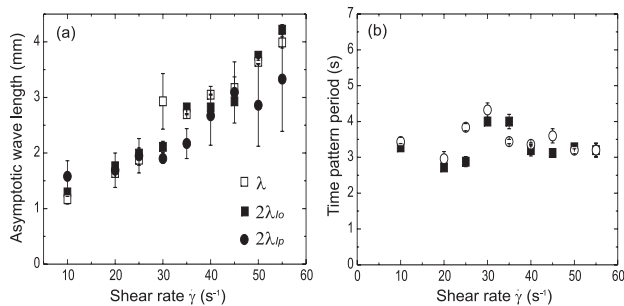 (a)
Asymptotic wave length (mm)
4
3
2
1
0
10 20 30 40 50 60
Shear rate γ̇ (s⁻¹)
λ
2λlo
2λlp
(b)
Time pattern period (s)
7
6
5
4
3
2
1
0
0 10 20 30 40 50 60
Shear rate γ̇ (s⁻¹)